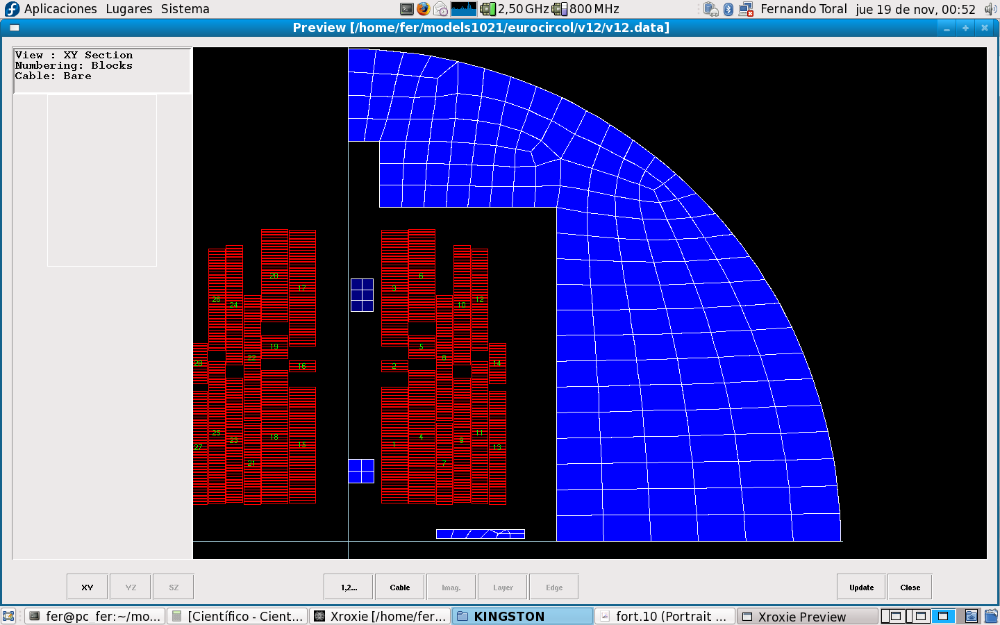 Aplicaciones Lugares Sistema 2,50 GHz 800 MHz Fernando Toral jue 19 de nov, 00:52
Preview [/home/fer/models1021/eurocircol/v12/v12.data]
View : XY Section
Numbering: Blocks
Cable: Bare
20 17 3 6
26 24 10 12
19 5
28 22 16 2 8 14
25 18 4 11
27 23 15 1 9 13
21 7
XY YZ SZ 1,2... Cable Imag. Layer Edge Update Close
fer@pc_fer:~/mo... [Científico - Cient... Xroxie [/home/fer... KINGSTON fort.10 (Portrait ... Xroxie Preview